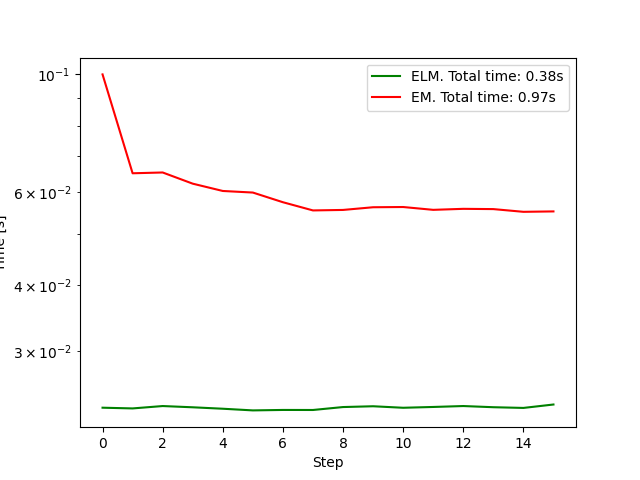 ELM. Total time: 0.38s
EM. Total time: 0.97s
10⁻¹
6 × 10⁻²
4 × 10⁻²
3 × 10⁻²
Time [s]
0 2 4 6 8 10 12 14
Step